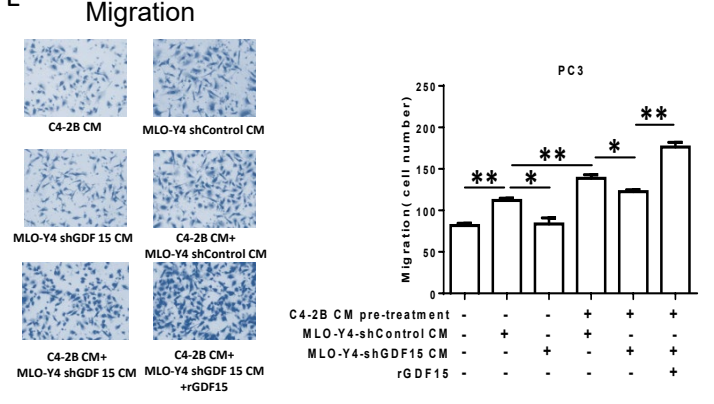 E
Migration
C4-2B CM
MLO-Y4 shControl CM
MLO-Y4 shGDF 15 CM
C4-2B CM+
MLO-Y4 shControl CM
C4-2B CM+
MLO-Y4 shGDF 15 CM
C4-2B CM+
MLO-Y4 shGDF 15 CM
+rGDF15
PC3
Migration( cell number)
250
200
150
100
50
0
** * ** * **
C4-2B CM pre-treatment - - - + + +
MLO-Y4-shControl CM - + - + - -
MLO-Y4-shGDF15 CM - - + - + +
rGDF15 - - - - - +